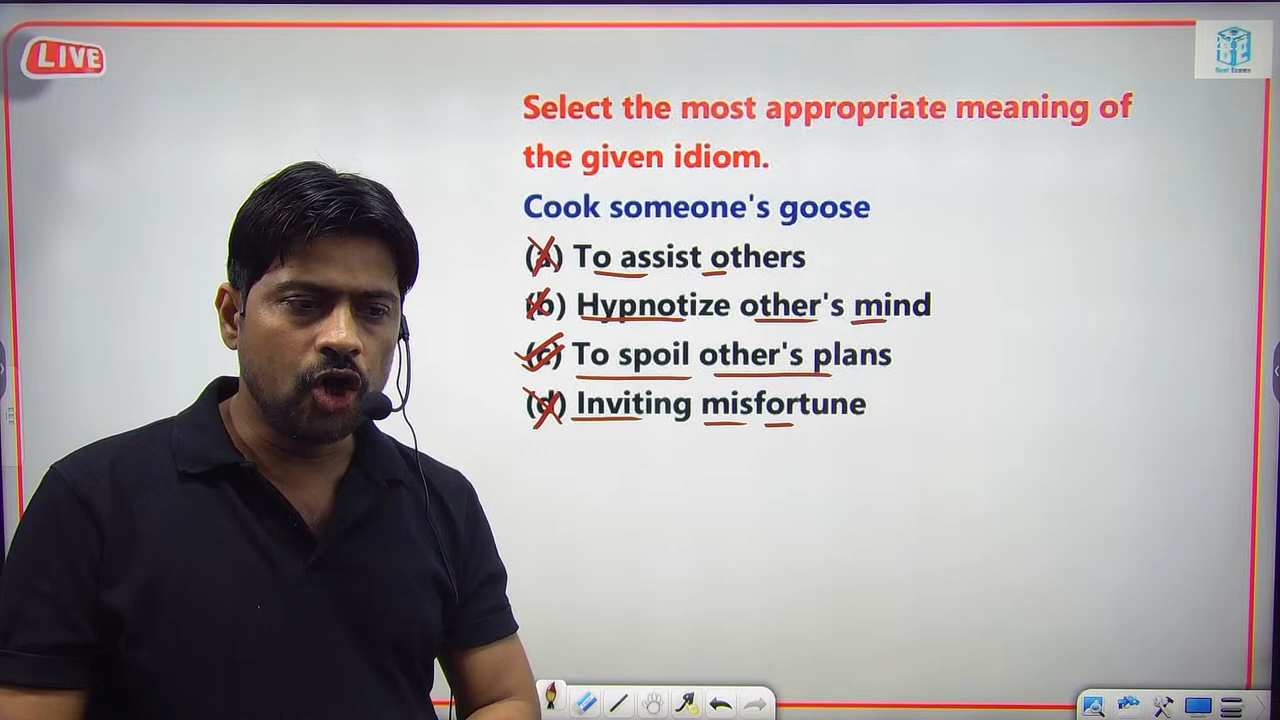 LIVE
Select the most appropriate meaning of
the given idiom.
Cook someone's goose
(a) To assist others
(b) Hypnotize other's mind
(c) To spoil other's plans
(d) Inviting misfortune